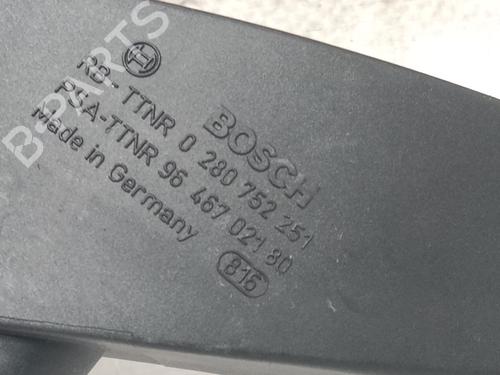 BOSCH
RB - TTNR 0 280 752 251
PSA-TTNR 96 467 021 80
Made in Germany
816
B-Parts